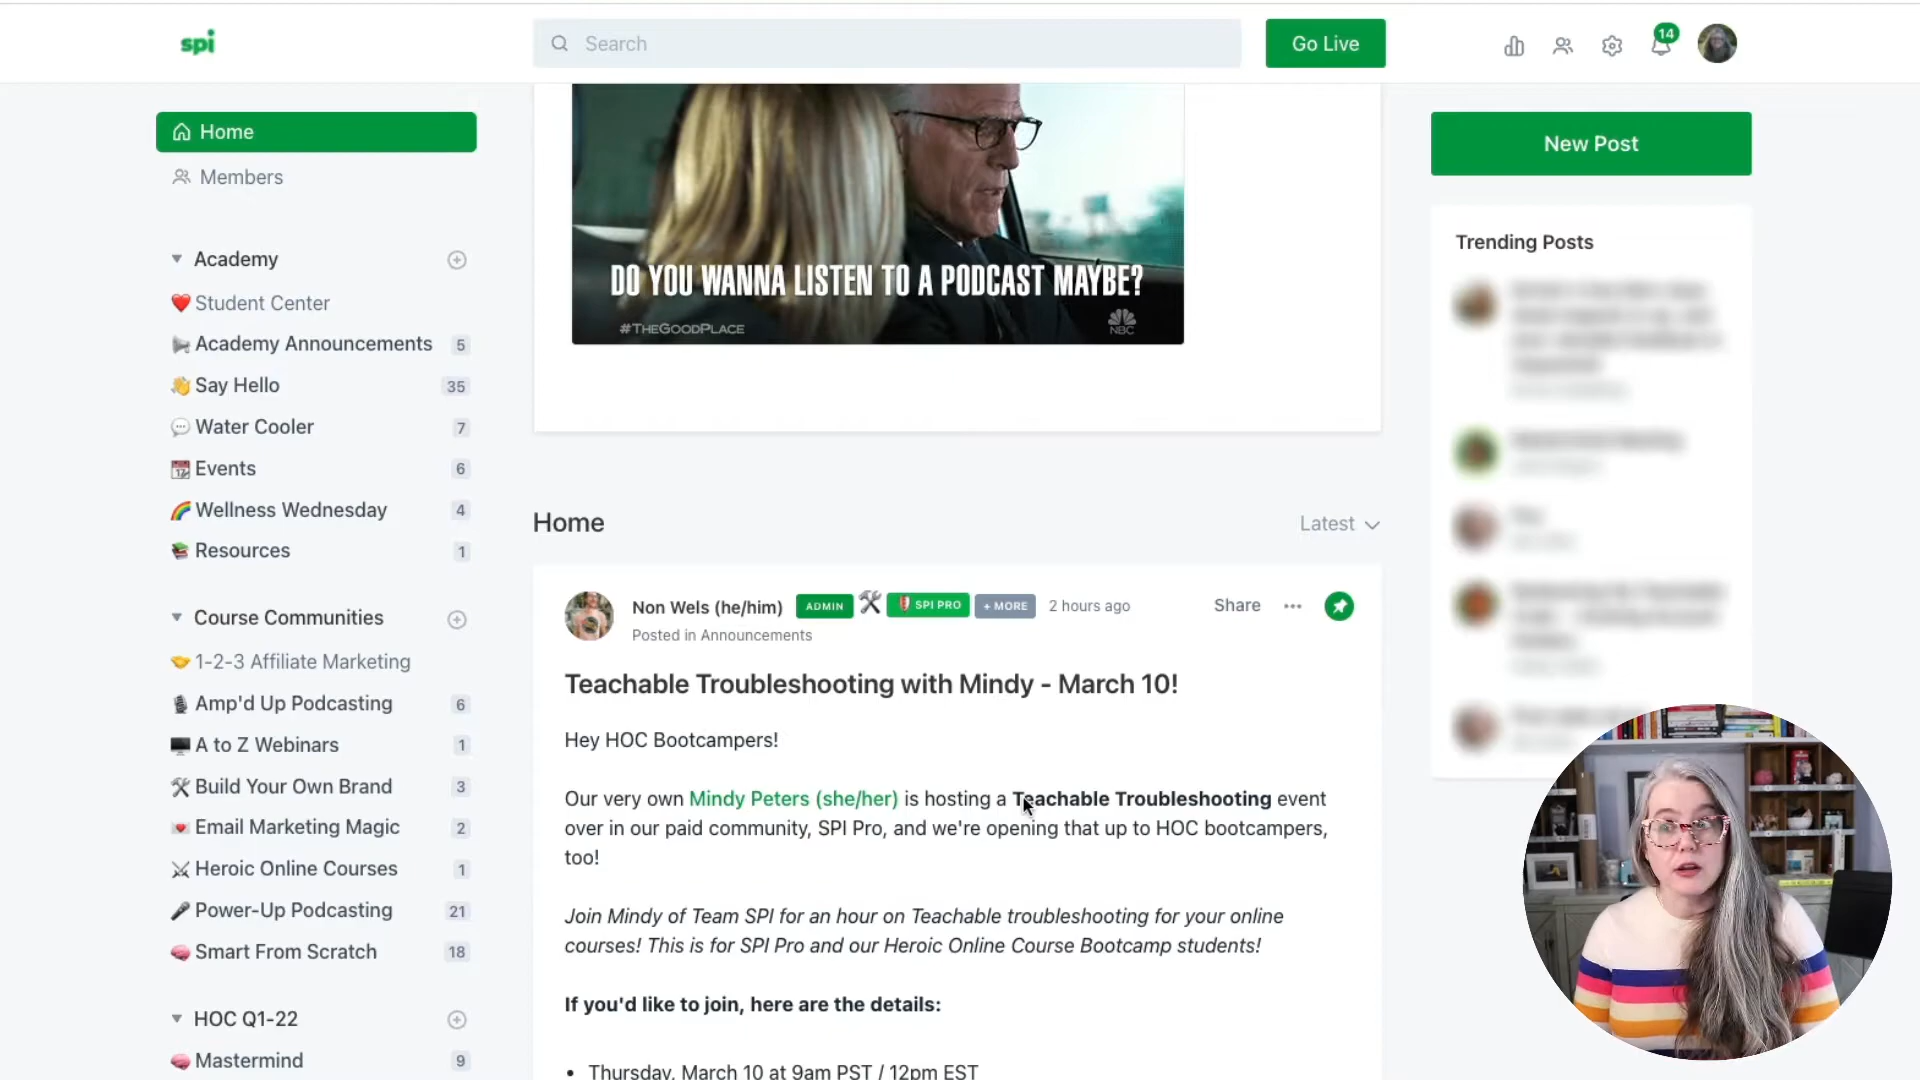 spi
Search
Go Live
14
Home
Members
Academy
Student Center
Academy Announcements 5
Say Hello 35
Water Cooler 7
Events 6
Wellness Wednesday 4
Resources 1
Course Communities
1-2-3 Affiliate Marketing
Amp'd Up Podcasting 6
A to Z Webinars 1
Build Your Own Brand 3
Email Marketing Magic 2
Heroic Online Courses 1
Power-Up Podcasting 21
Smart From Scratch 18
HOC Q1-22
Mastermind 9
DO YOU WANNA LISTEN TO A PODCAST MAYBE?
#THEGOODPLACE
NBC
Home
Latest
Non Wels (he/him) ADMIN SPI PRO + MORE 2 hours ago Share
Posted in Announcements
Teachable Troubleshooting with Mindy - March 10!
Hey HOC Bootcampers!
Our very own Mindy Peters (she/her) is hosting a Teachable Troubleshooting event
over in our paid community, SPI Pro, and we're opening that up to HOC bootcampers,
too!
Join Mindy of Team SPI for an hour on Teachable troubleshooting for your online
courses! This is for SPI Pro and our Heroic Online Course Bootcamp students!
If you'd like to join, here are the details:
• Thursday, March 10 at 9am PST / 12pm EST
New Post
Trending Posts